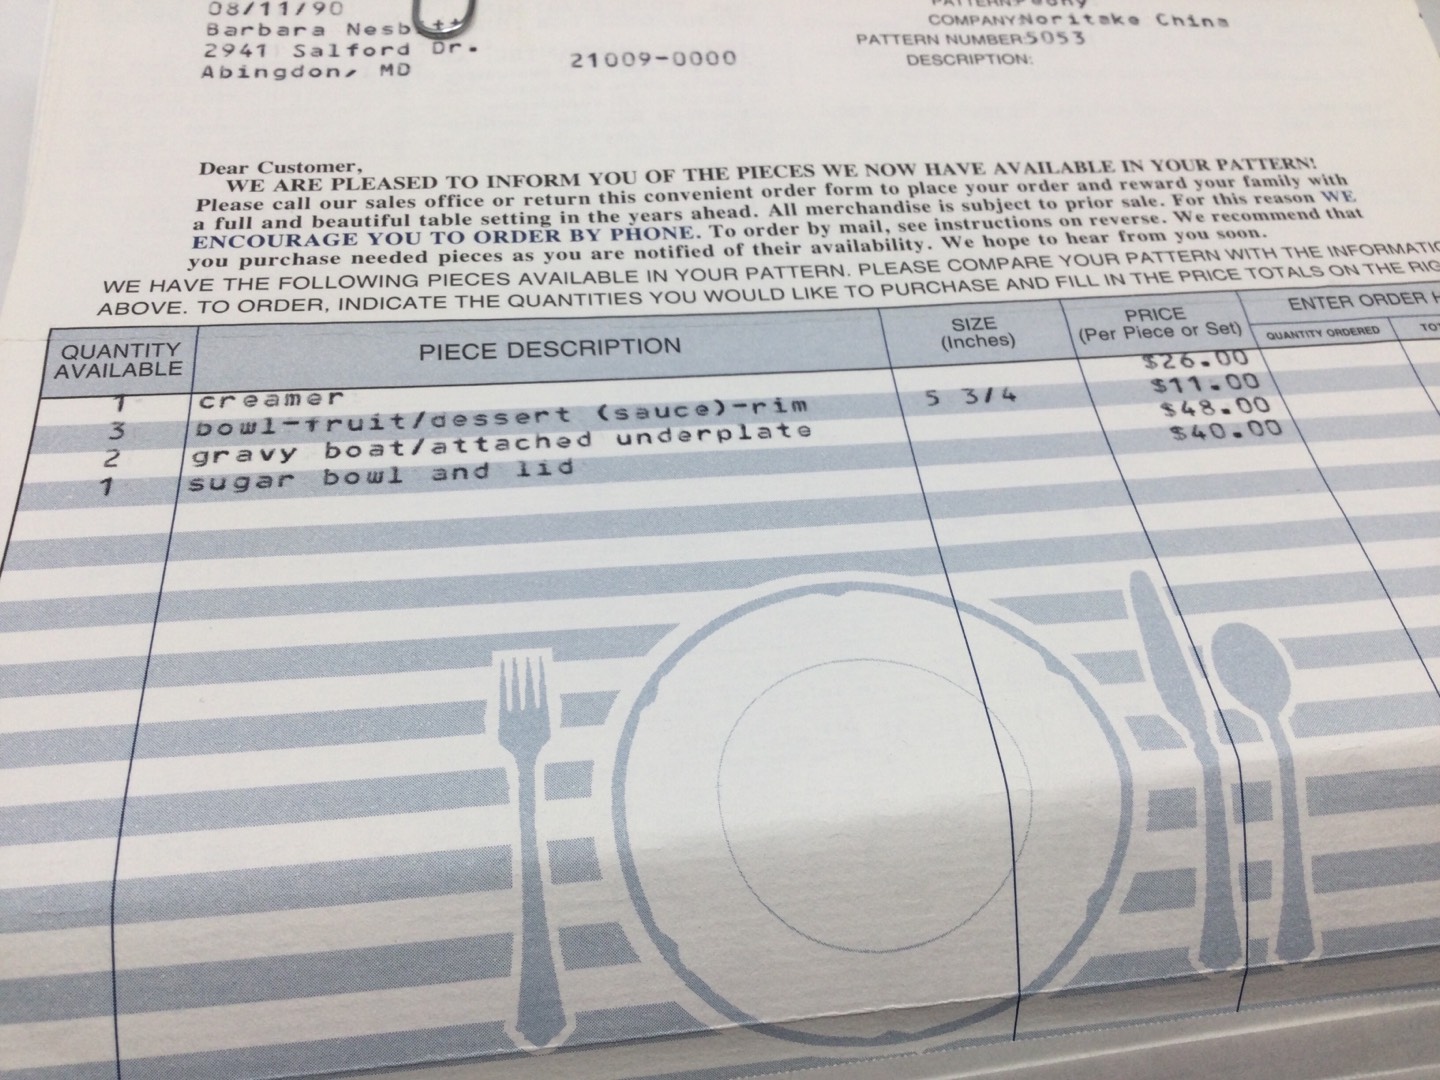 08/11/90
Barbara
2941 Salford Dr.
Abingdon, MD
21009-0000
COMPANY:Noritake China
PATTERN NUMBER:5053
DESCRIPTION:
Dear Customer,
WE ARE PLEASED TO INFORM YOU OF THE PIECES WE NOW HAVE AVAILABLE IN YOUR PATTERN!
Please call our sales office or return this convenient order form to place your order and reward your family with
a full and beautiful table setting in the years ahead. All merchandise is subject to prior sale. For this reason WE
ENCOURAGE YOU TO ORDER BY PHONE. To order by mail, see instructions on reverse. We recommend that
you purchase needed pieces as you are notified of their availability. We hope to hear from you soon.
WE HAVE THE FOLLOWING PIECES AVAILABLE IN YOUR PATTERN. PLEASE COMPARE YOUR PATTERN WITH THE
ABOVE. TO ORDER, INDICATE THE QUANTITIES YOU WOULD LIKE TO PURCHASE AND FILL IN THE PRICE TOTALS ON THE
QUANTITY AVAILABLE PIECE DESCRIPTION SIZE (Inches) PRICE (Per Piece or Set) ENTER ORDER QUANTITY ORDERED
1 creamer $26.00
3 bowl-fruit/dessert (sauce)-rim 5 3/4 $11.00
2 gravy boat/attached underplate $48.00
1 sugar bowl and lid $40.00